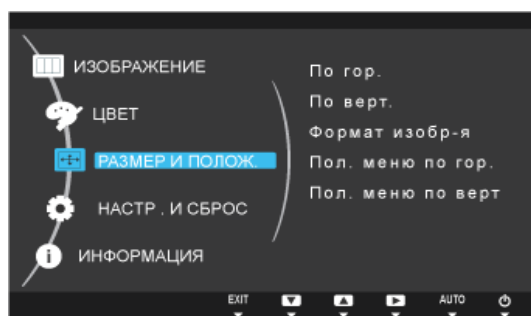 ИЗОБРАЖЕНИЕ
ЦВЕТ
РАЗМЕР И ПОЛОЖ.
НАСТР . И СБРОС
ИНФОРМАЦИЯ
По гор.
По верт.
Формат изобр-я
Пол. меню по гор.
Пол. меню по верт
EXIT AUTO